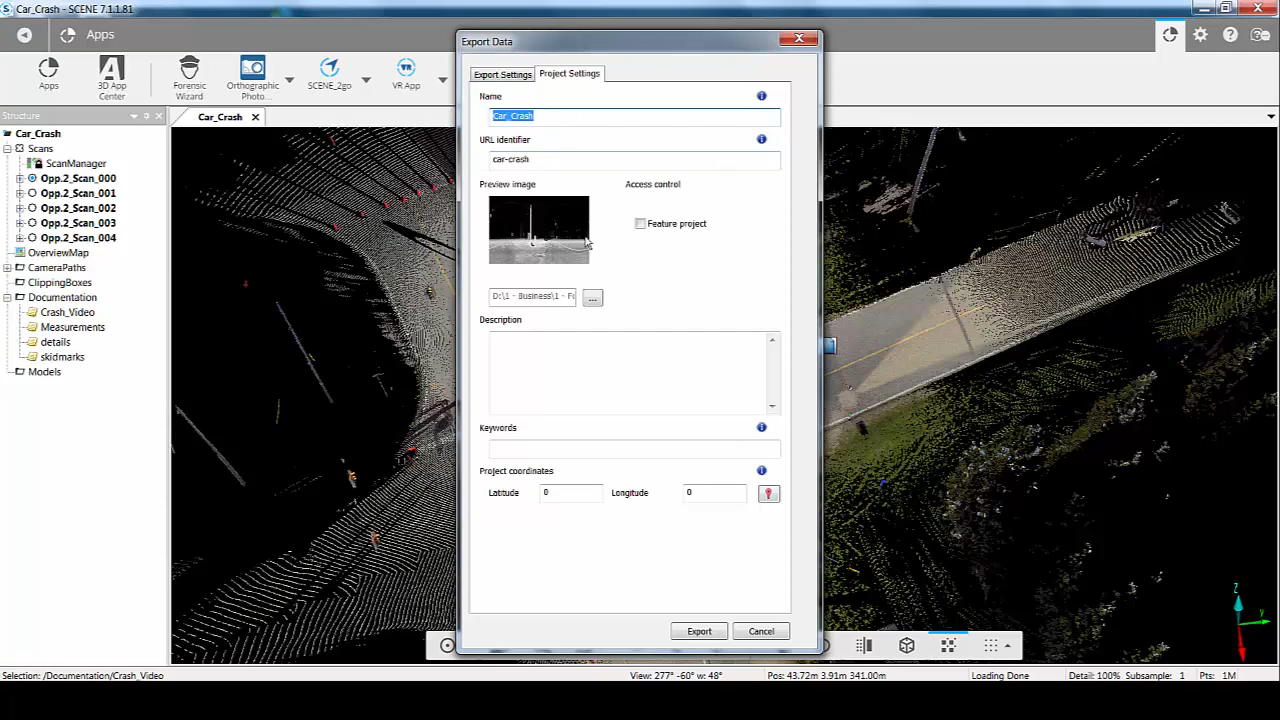 Car_Crash - SCENE 7.1.1.81
Apps
Apps
3D App
Center
Forensic
Wizard
Orthographic
Photo...
SCENE_2go
VR App
Structure
Car_Crash
Car_Crash
Scans
ScanManager
Opp.2_Scan_000
Opp.2_Scan_001
Opp.2_Scan_002
Opp.2_Scan_003
Opp.2_Scan_004
OverviewMap
CameraPaths
ClippingBoxes
Documentation
Crash_Video
Measurements
details
skidmarks
Models
Export Data
Export Settings
Project Settings
Name
Car_Crash
URL identifier
car-crash
Preview image
Access control
Feature project
D:\1 - Business\1 - Fo
...
Description
Keywords
Project coordinates
Latitude
0
Longitude
0
Export
Cancel
Z
y
Selection: /Documentation/Crash_Video
View: 277° -60° w: 48°
Pos: 43.72m 3.91m 341.00m
Loading Done
Detail: 100%
Subsample: 1
Pts: 1M